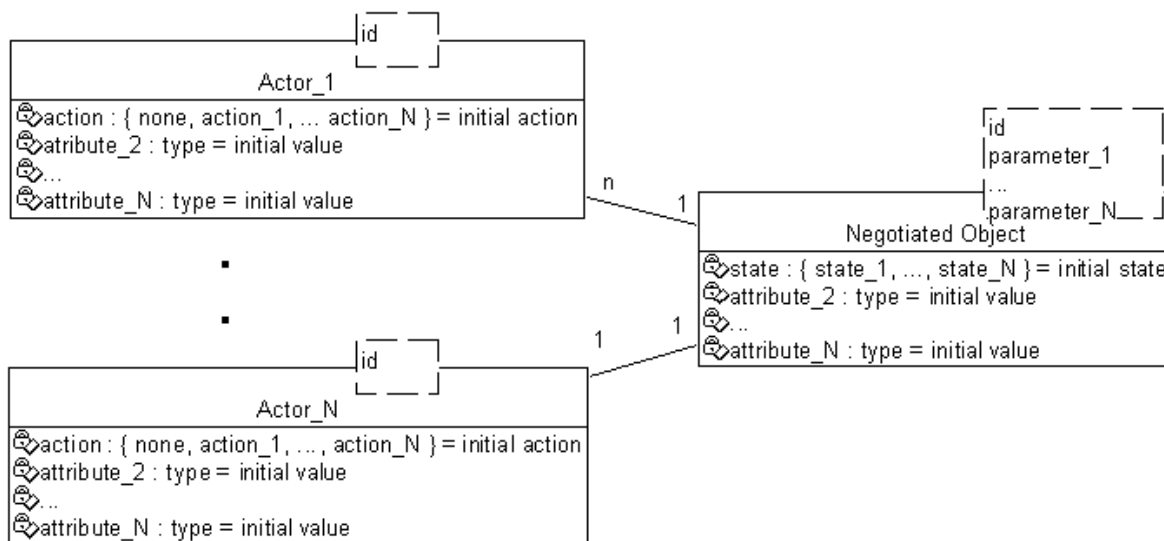 id
Actor_1
action : { none, action_1, ... action_N } = initial action
atribute_2 : type = initial value
...
attribute_N : type = initial value
n
1
id
parameter_1
...
parameter_N
Negotiated Object
state : { state_1, ..., state_N } = initial state
attribute_2 : type = initial value
...
attribute_N : type = initial value
1
1
id
Actor_N
action : { none, action_1, ..., action_N } = initial action
attribute_2 : type = initial value
...
attribute_N : type = initial value